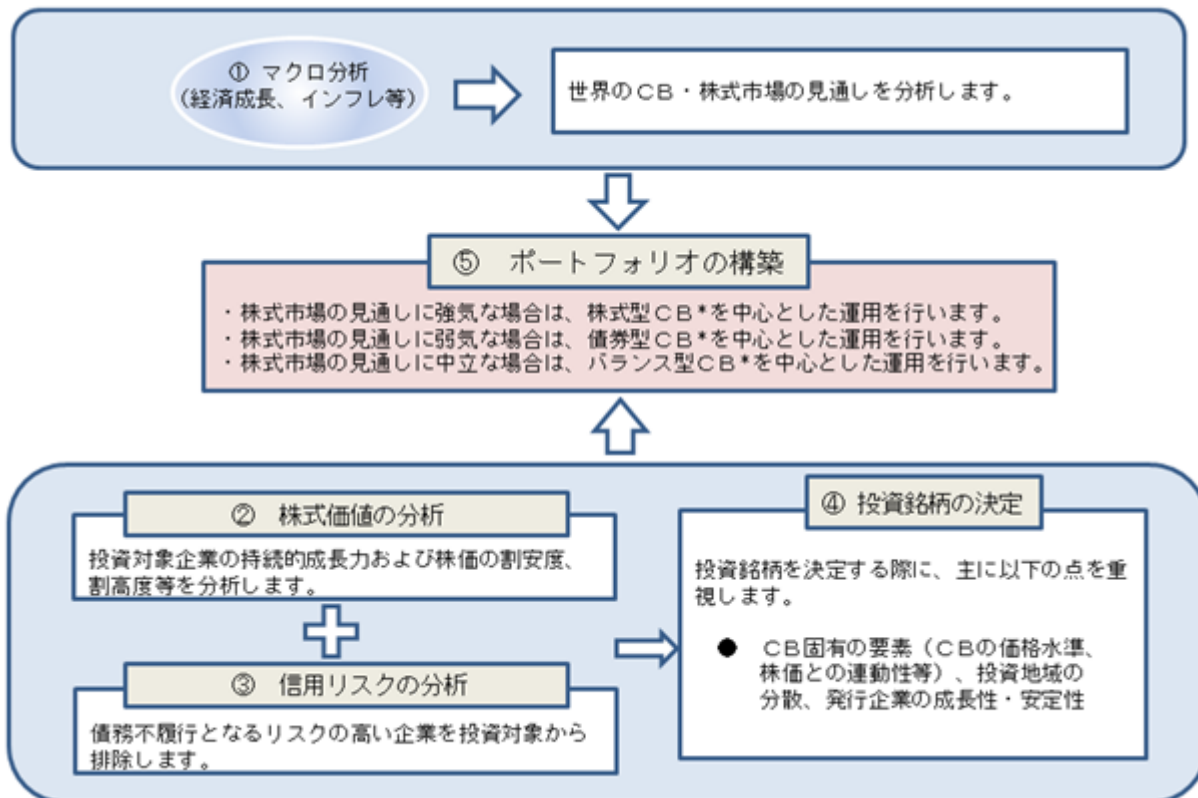 ① マクロ分析
(経済成長、インフレ等)
世界のCB・株式市場の見通しを分析します。
⑤ ポートフォリオの構築
・株式市場の見通しに強気な場合は、株式型CB*を中心とした運用を行います。
・株式市場の見通しに弱気な場合は、債券型CB*を中心とした運用を行います。
・株式市場の見通しに中立な場合は、バランス型CB*を中心とした運用を行います。
② 株式価値の分析
投資対象企業の持続的成長力および株価の割安度、
割高度等を分析します。
③ 信用リスクの分析
債務不履行となるリスクの高い企業を投資対象から
排除します。
④ 投資銘柄の決定
投資銘柄を決定する際に、主に以下の点を重
視します。
● CB固有の要素(CBの価格水準、
株価との連動性等)、投資地域の
分散、発行企業の成長性・安定性